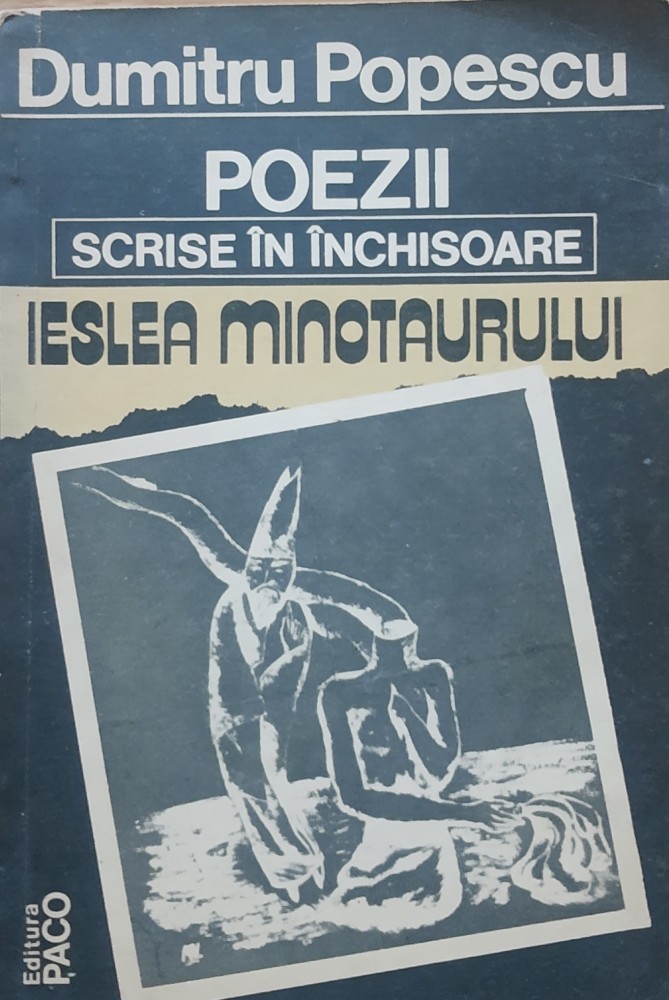 Dumitru Popescu
POEZII
SCRISE ÎN ÎNCHISOARE
IESLEA MINOTAURULUI
Editura
PACO